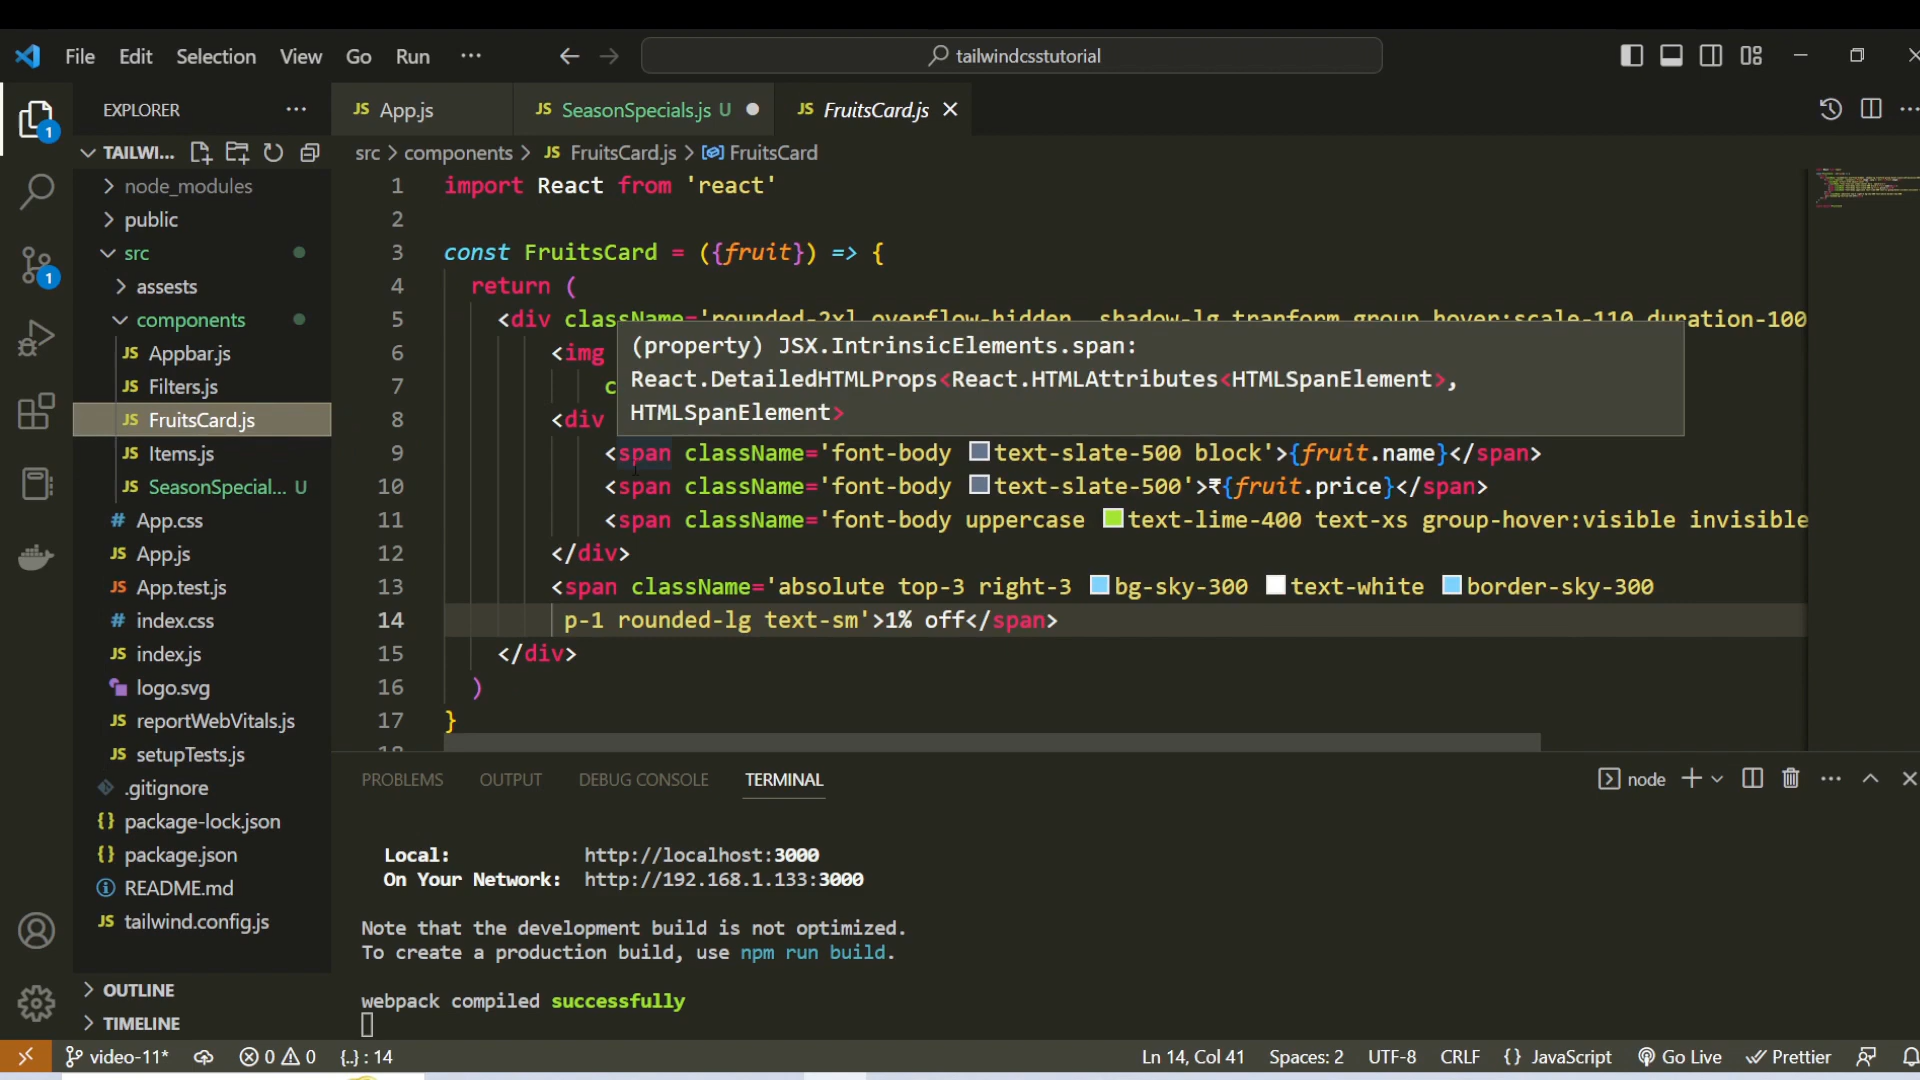 File Edit Selection View Go Run ··· tailwindcsstutorial
EXPLORER ···
App.js SeasonSpecials.js U FruitsCard.js
TAILWI...
src > components > JS FruitsCard.js > FruitsCard
node_modules
public
src
assests
components
JS Appbar.js
JS Filters.js
JS FruitsCard.js
JS Items.js
JS SeasonSpecial... U
# App.css
JS App.js
JS App.test.js
# index.css
JS index.js
logo.svg
JS reportWebVitals.js
JS setupTests.js
.gitignore
{} package-lock.json
{} package.json
README.md
JS tailwind.config.js
OUTLINE
TIMELINE
1 import React from 'react'
2
3 const FruitsCard = ({fruit}) => {
4 return (
5 <div className='rounded-2xl overflow-hidden shadow-lg tranform group hover:scale-110 duration-100
6 <img
7 c
8 <div
(property) JSX.IntrinsicElements.span:
React.DetailedHTMLProps<React.HTMLAttributes<HTMLSpanElement>,
HTMLSpanElement>
9 <span className='font-body text-slate-500 block'>{fruit.name}</span>
10 <span className='font-body text-slate-500'>₹{fruit.price}</span>
11 <span className='font-body uppercase text-lime-400 text-xs group-hover:visible invisible
12 </div>
13 <span className='absolute top-3 right-3 bg-sky-300 text-white border-sky-300
14 p-1 rounded-lg text-sm'>1% off</span>
15 </div>
16 )
17 }
PROBLEMS OUTPUT DEBUG CONSOLE TERMINAL node
Local: http://localhost:3000
On Your Network: http://192.168.1.133:3000
Note that the development build is not optimized.
To create a production build, use npm run build.
webpack compiled successfully
video-11* 0 0 {..} : 14 Ln 14, Col 41 Spaces: 2 UTF-8 CRLF {} JavaScript Go Live Prettier